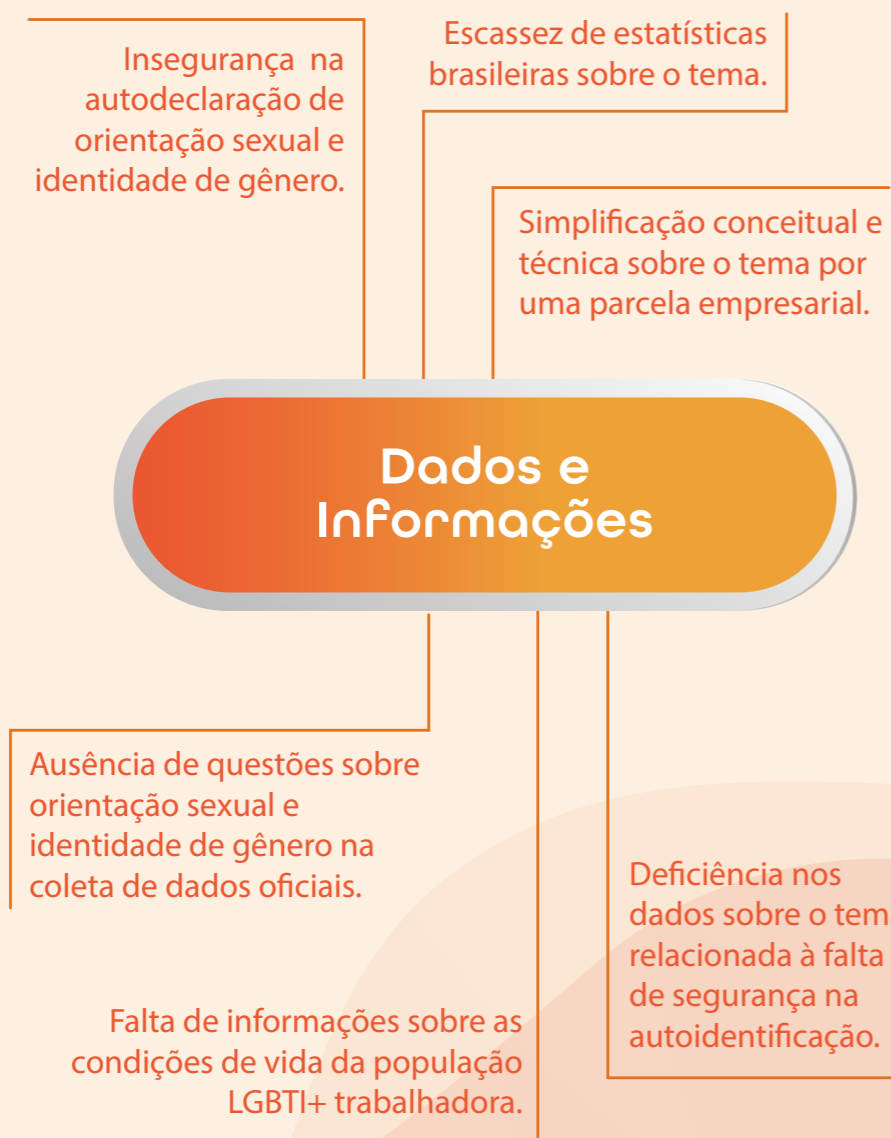 Insegurança na
autodeclaração de
orientação sexual e
identidade de gênero.
Escassez de estatísticas
brasileiras sobre o tema.
Simplificação conceitual e
técnica sobre o tema por
uma parcela empresarial.
Dados e
Informações
Ausência de questões sobre
orientação sexual e
identidade de gênero na
coleta de dados oficiais.
Deficiência nos
dados sobre o tem
relacionada à falta
de segurança na
autoidentificação.
Falta de informações sobre as
condições de vida da população
LGBTI+ trabalhadora.